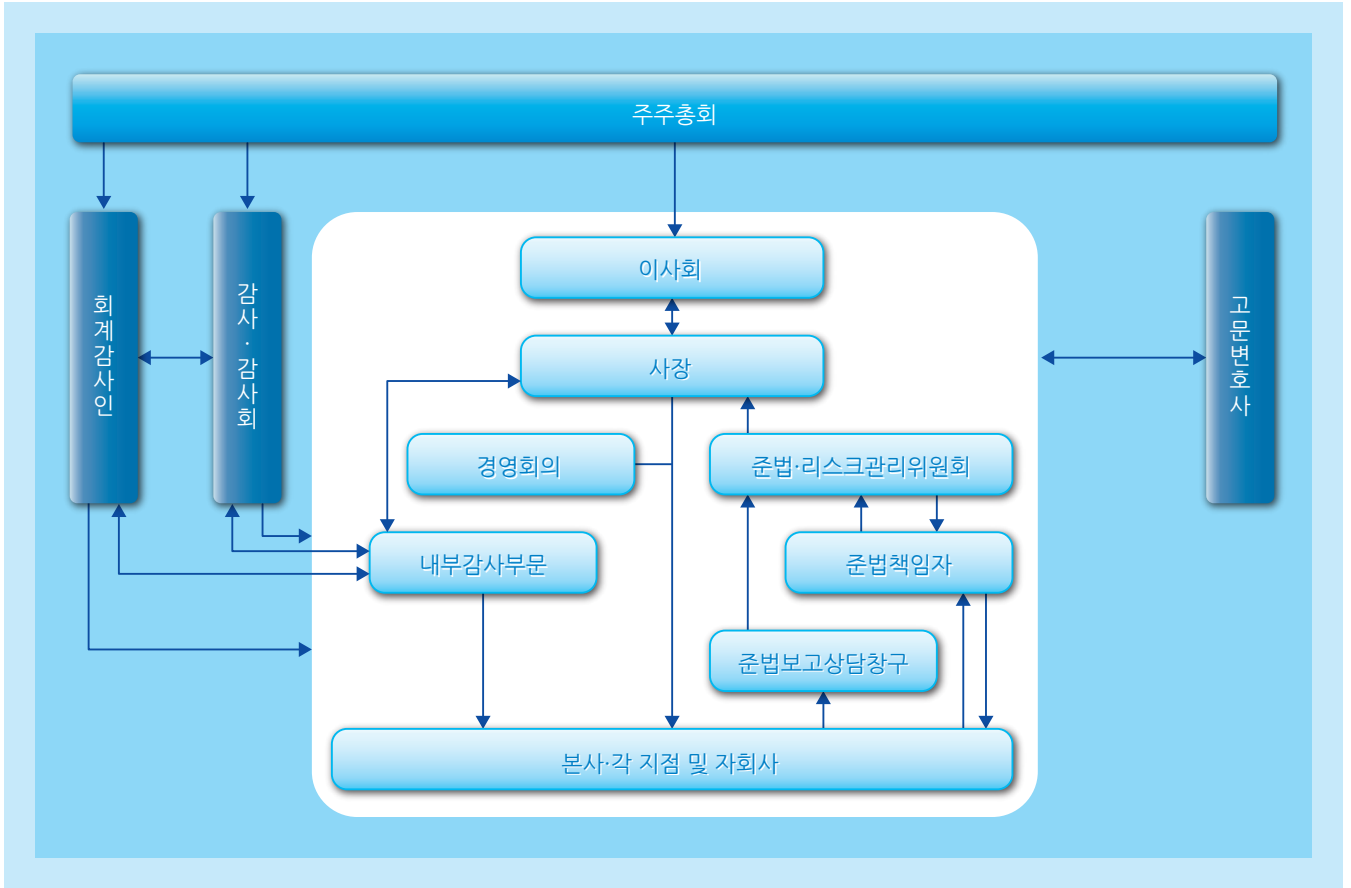 주주총회
회계감사인
감사·감사회
이사회
고문변호사
사장
경영회의
준법·리스크관리위원회
내부감사부문
준법책임자
준법보고상담창구
본사·각 지점 및 자회사